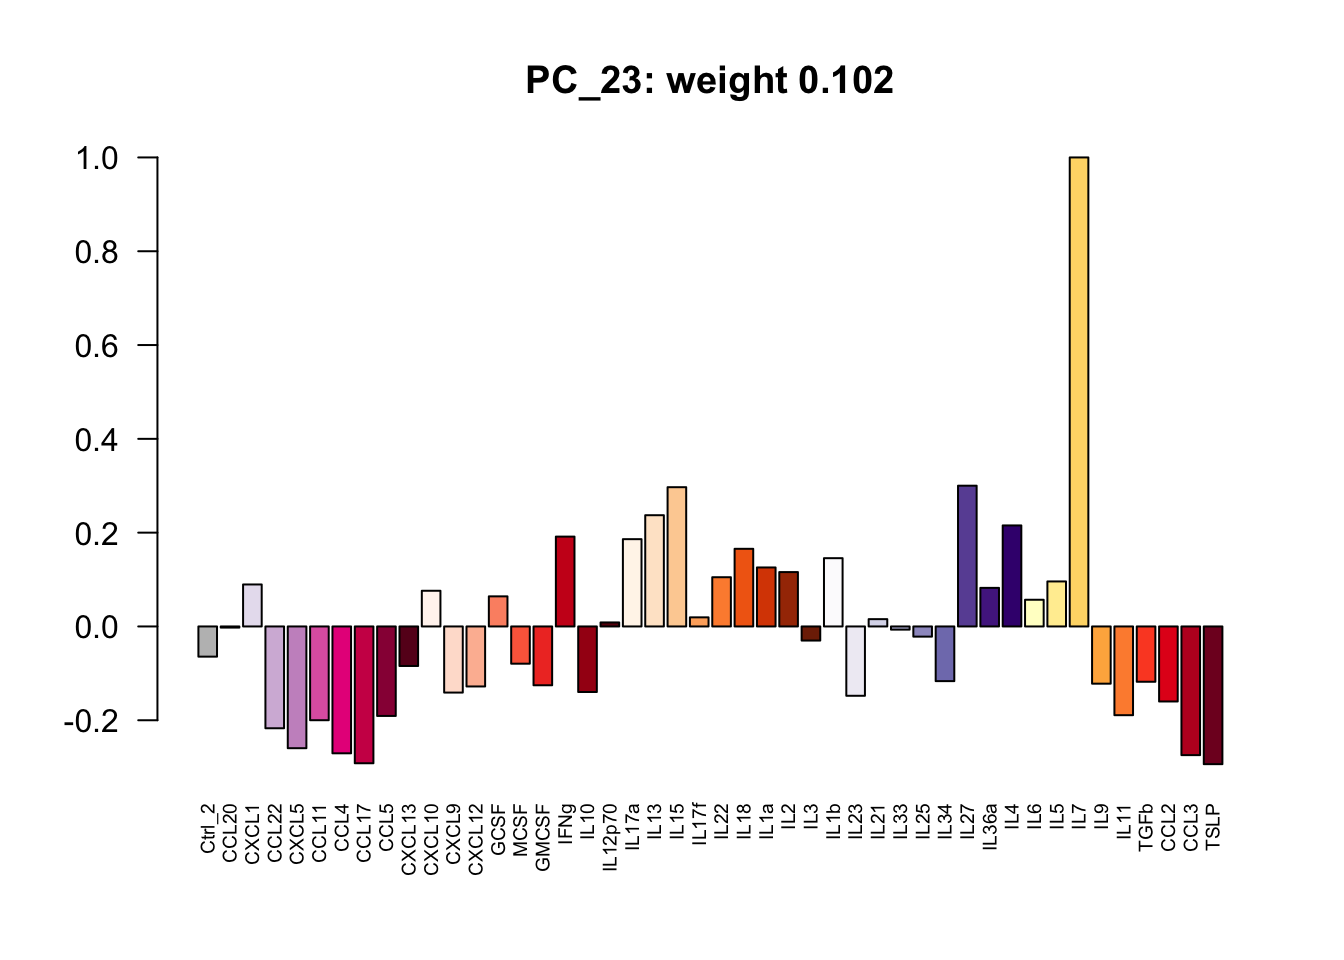 PC_23: weight 0.102
1.0
0.8
0.6
0.4
0.2
0.0
-0.2
Ctrl_2
CCL20
CXCL1
CCL22
CXCL5
CCL11
CCL4
CCL17
CCL5
CXCL13
CXCL10
CXCL9
CXCL12
GCSF
MCSF
GMCSF
IFNg
IL10
IL12p70
IL17a
IL13
IL15
IL17f
IL22
IL18
IL1a
IL2
IL3
IL1b
IL23
IL21
IL33
IL25
IL34
IL27
IL36a
IL4
IL6
IL5
IL7
IL9
IL11
TGFb
CCL2
CCL3
TSLP